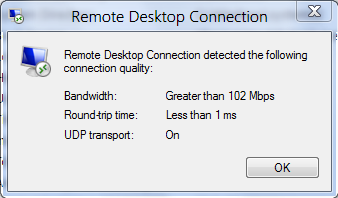 Remote Desktop Connection
Remote Desktop Connection detected the following
connection quality:
Bandwidth: Greater than 102 Mbps
Round-trip time: Less than 1 ms
UDP transport: On
OK